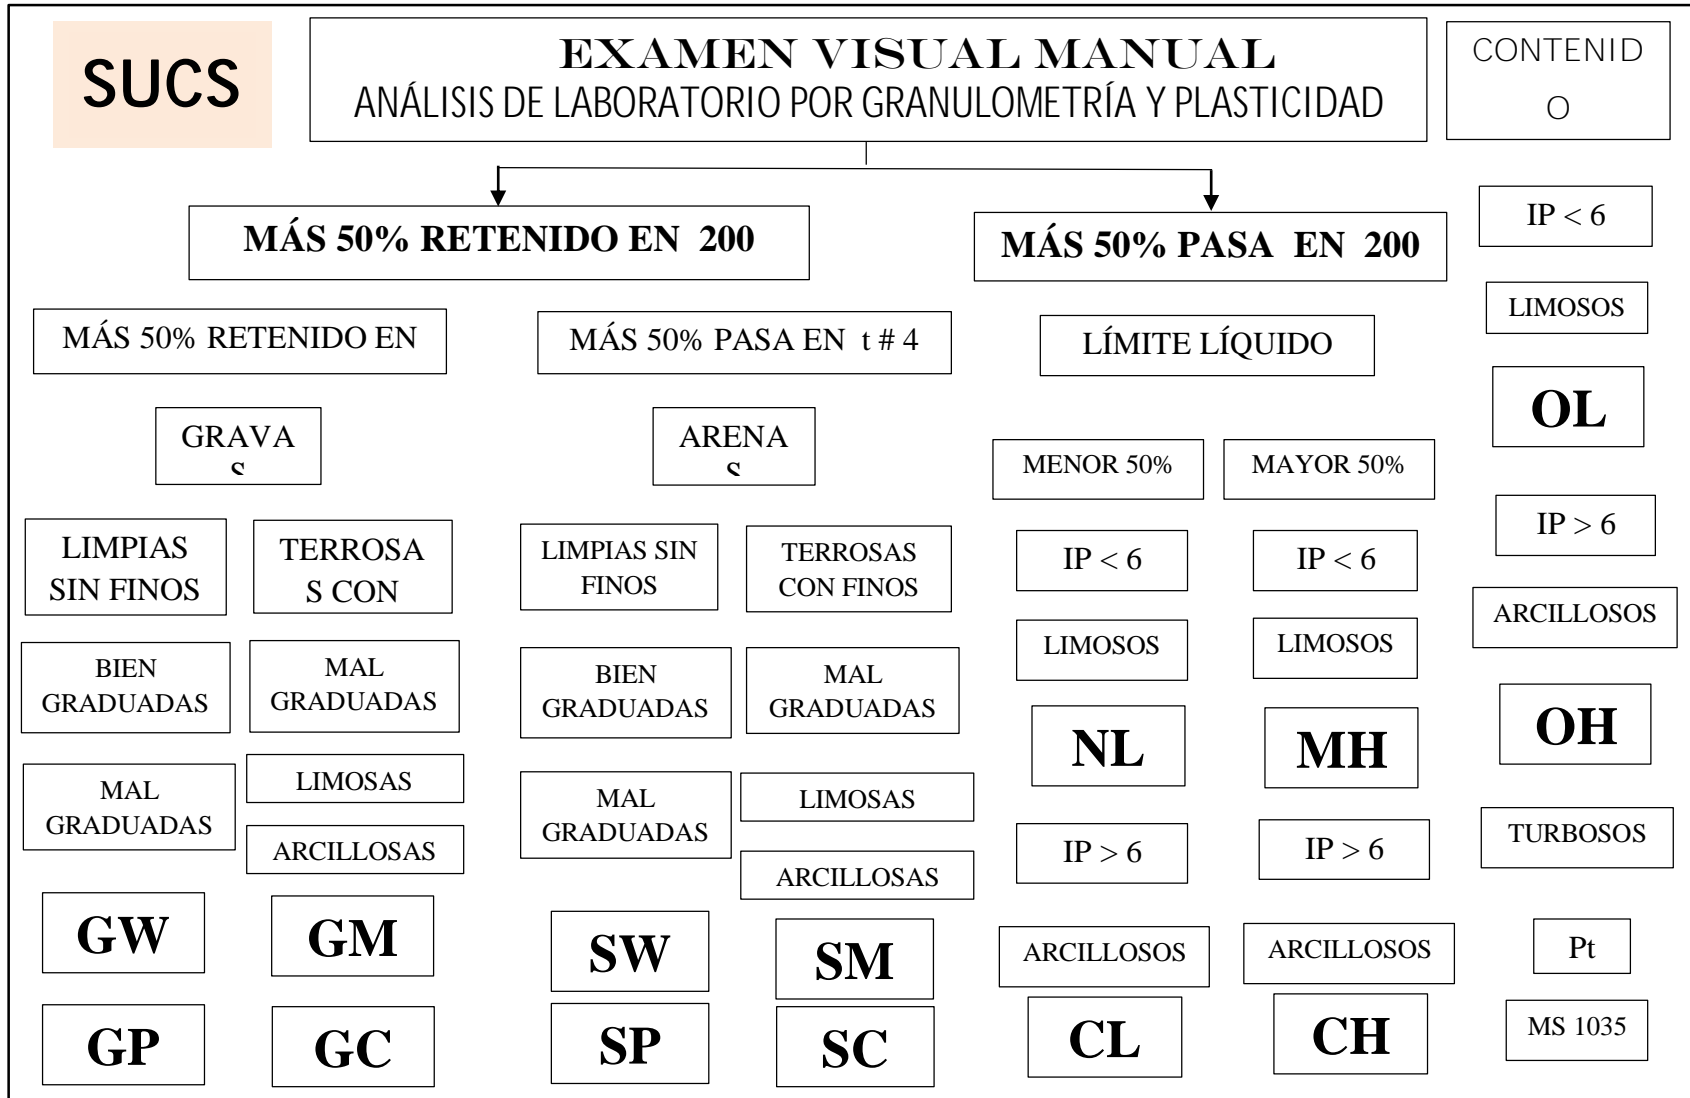 SUCS
EXAMEN VISUAL MANUAL
ANÁLISIS DE LABORATORIO POR GRANULOMETRÍA Y PLASTICIDAD
CONTENID
O
MÁS 50% RETENIDO EN 200
MÁS 50% PASA EN 200
MÁS 50% RETENIDO EN
GRAVA
S
LIMPIAS
SIN FINOS
TERROSA
S CON
BIEN
GRADUADAS
MAL
GRADUADAS
MAL
GRADUADAS
LIMOSAS
ARCILLOSAS
GW
GM
GP
GC
MÁS 50% PASA EN t # 4
ARENA
S
LIMPIAS SIN
FINOS
TERROSAS
CON FINOS
BIEN
GRADUADAS
MAL
GRADUADAS
MAL
GRADUADAS
LIMOSAS
ARCILLOSAS
SW
SM
SP
SC
LÍMITE LÍQUIDO
MENOR 50%
IP < 6
LIMOSOS
NL
IP > 6
ARCILLOSOS
CL
MAYOR 50%
IP < 6
LIMOSOS
MH
IP > 6
ARCILLOSOS
CH
IP < 6
LIMOSOS
OL
IP > 6
ARCILLOSOS
OH
TURBOSOS
Pt
MS 1035